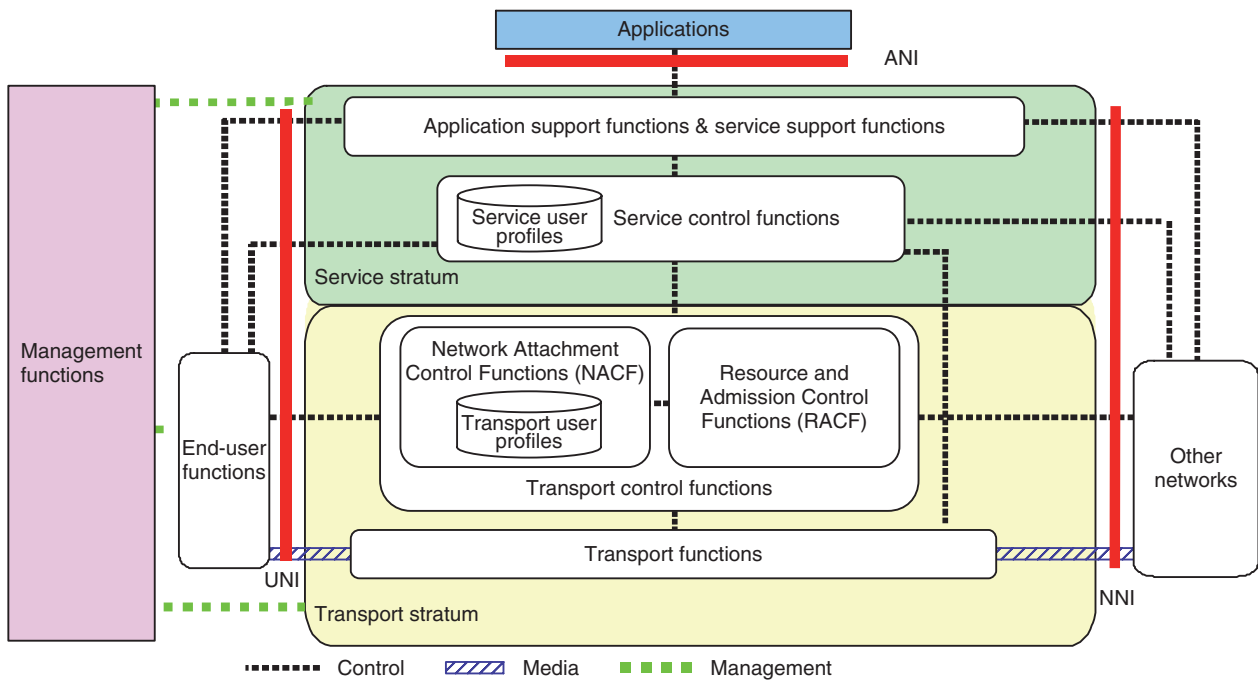 Applications
ANI
Application support functions & service support functions
Service user
profiles
Service control functions
Service stratum
Management
functions
Network Attachment
Control Functions (NACF)
Transport user
profiles
Resource and
Admission Control
Functions (RACF)
Transport control functions
End-user
functions
Other
networks
Transport functions
UNI
NNI
Transport stratum
Control
Media
Management